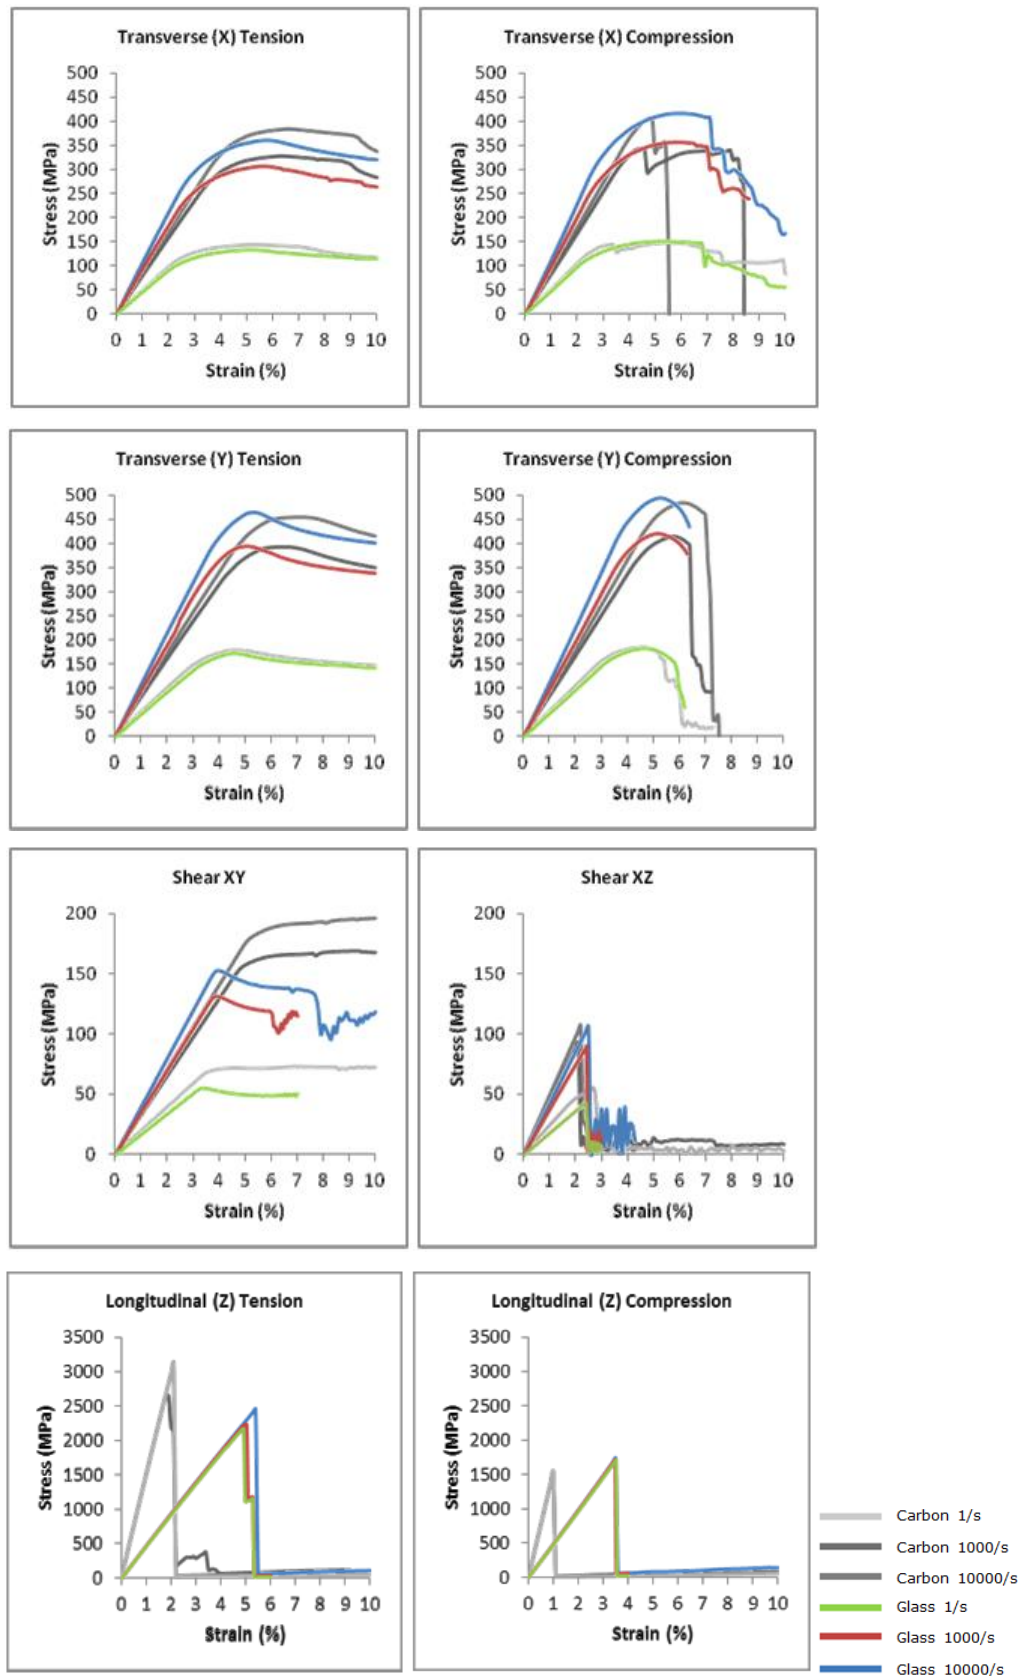 Transverse (X) Tension
Transverse (X) Compression
500
450
400
350
300
250
200
150
100
50
0
Stress (MPa)
0 1 2 3 4 5 6 7 8 9 10
Strain (%)
500
450
400
350
300
250
200
150
100
50
0
Stress (MPa)
0 1 2 3 4 5 6 7 8 9 10
Strain (%)
Transverse (Y) Tension
Transverse (Y) Compression
500
450
400
350
300
250
200
150
100
50
0
Stress (MPa)
0 1 2 3 4 5 6 7 8 9 10
Strain (%)
500
450
400
350
300
250
200
150
100
50
0
Stress (MPa)
0 1 2 3 4 5 6 7 8 9 10
Strain (%)
Shear XY
Shear XZ
200
150
100
50
0
Stress (MPa)
0 1 2 3 4 5 6 7 8 9 10
Strain (%)
200
150
100
50
0
Stress (MPa)
0 1 2 3 4 5 6 7 8 9 10
Strain (%)
Longitudinal (Z) Tension
Longitudinal (Z) Compression
3500
3000
2500
2000
1500
1000
500
0
Stress (MPa)
0 1 2 3 4 5 6 7 8 9 10
Strain (%)
3500
3000
2500
2000
1500
1000
500
0
Stress (MPa)
0 1 2 3 4 5 6 7 8 9 10
Strain (%)
Carbon 1/s
Carbon 1000/s
Carbon 10000/s
Glass 1/s
Glass 1000/s
Glass 10000/s